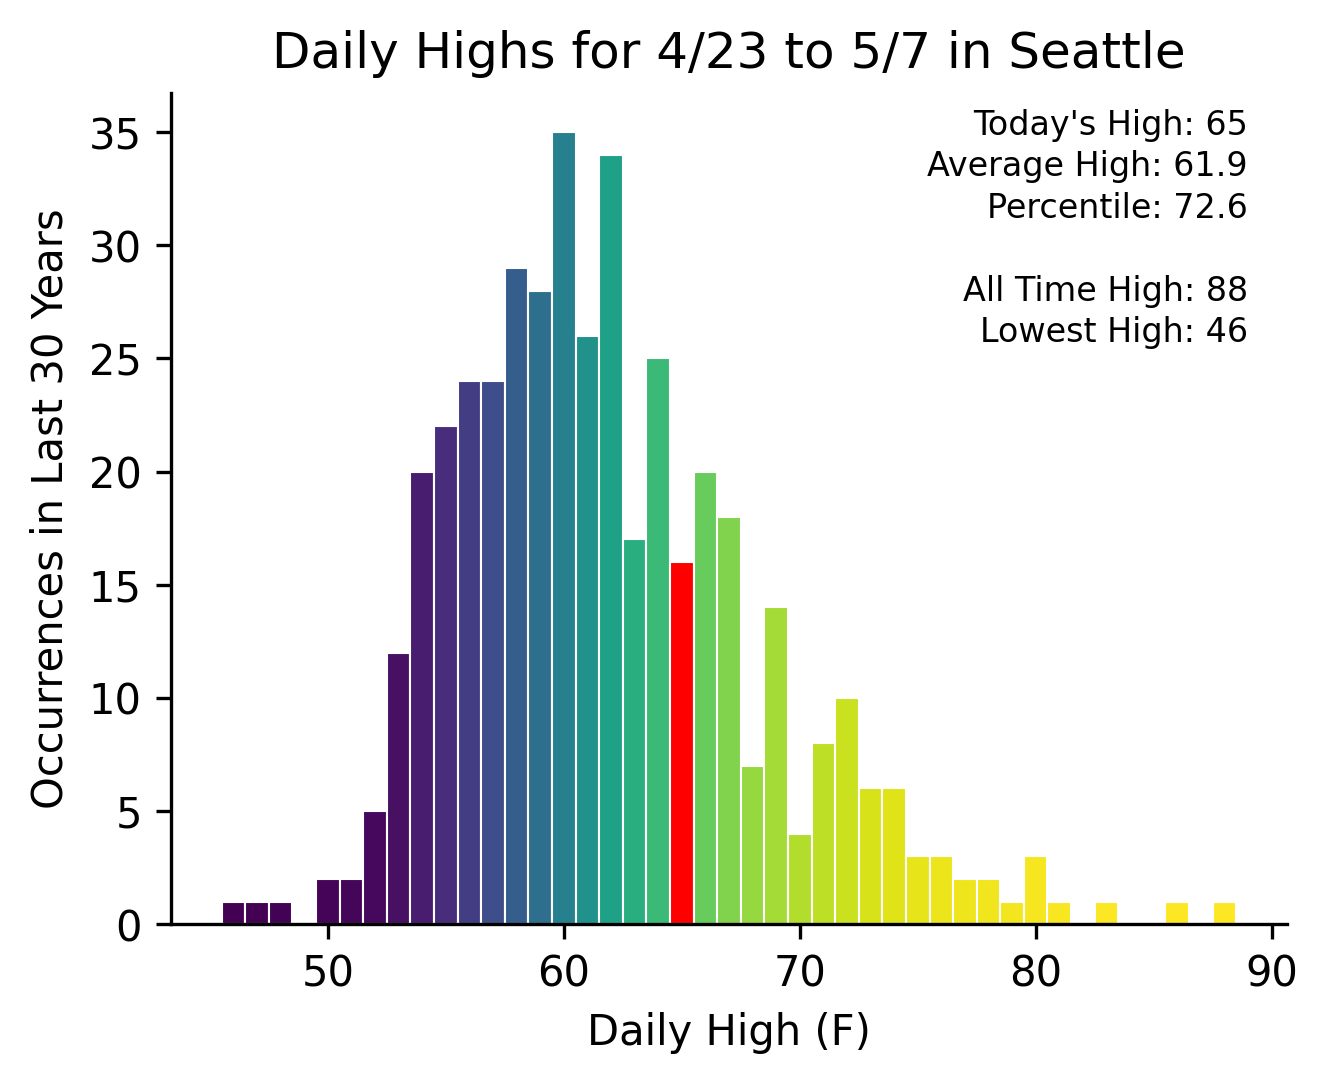 Daily Highs for 4/23 to 5/7 in Seattle
Today's High: 65
Average High: 61.9
Percentile: 72.6
All Time High: 88
Lowest High: 46
Occurrences in Last 30 Years
35
30
25
20
15
10
5
0
50 60 70 80 90
Daily High (F)